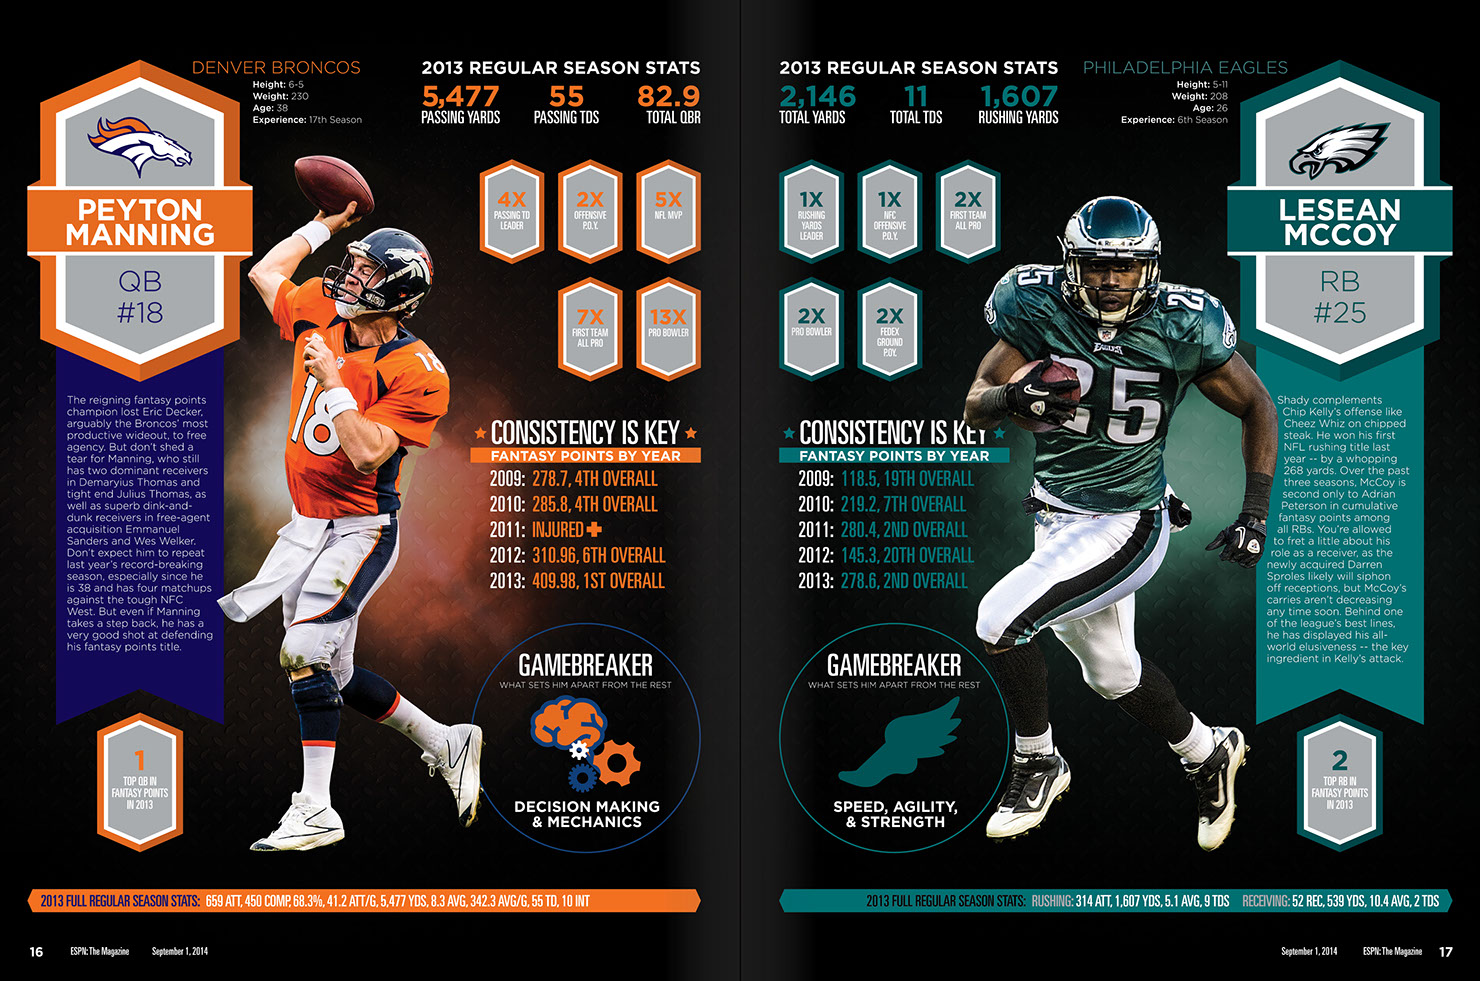 DENVER BRONCOS
Height: 6-5
Weight: 230
Age: 38
Experience: 17th Season
PEYTON
MANNING
QB
#18
The reigning fantasy points
champion lost Eric Decker,
arguably the Broncos' most
productive wideout, to free
agency. But don't shed a
tear for Manning, who still
has two dominant receivers
in Demaryius Thomas and
tight end Julius Thomas, as
well as superb dink-and-
dunk receivers in free-agent
acquisition Emmanuel
Sanders and Wes Welker.
Don't expect him to repeat
last year's record-breaking
season, especially since he
is 38 and has four matchups
against the tough NFC
West. But even if Manning
takes a step back, he has a
very good shot at defending
his fantasy points title.
1
TOP QB IN
FANTASY POINTS
IN 2013
18
18
2013 REGULAR SEASON STATS
5,477 55 82.9
PASSING YARDS PASSING TDS TOTAL QBR
4X
PASSING TD
LEADER
2X
OFFENSIVE
P.O.Y.
5X
NFL MVP
7X
FIRST TEAM
ALL PRO
13X
PRO BOWLER
CONSISTENCY IS KEY
FANTASY POINTS BY YEAR
2009: 278.7, 4TH OVERALL
2010: 285.8, 4TH OVERALL
2011: INJURED
2012: 310.96, 6TH OVERALL
2013: 409.98, 1ST OVERALL
GAMEBREAKER
WHAT SETS HIM APART FROM THE REST
DECISION MAKING
& MECHANICS
2013 FULL REGULAR SEASON STATS: 659 ATT, 450 COMP, 68.3%, 41.2 ATT/G, 5,477 YDS, 8.3 AVG, 342.3 AVG/G, 55 TD, 10 INT
16 ESPN: The Magazine September 1, 2014
2013 REGULAR SEASON STATS
2,146 11 1,607
TOTAL YARDS TOTAL TDS RUSHING YARDS
PHILADELPHIA EAGLES
Height: 5-11
Weight: 208
Age: 26
Experience: 6th Season
LESEAN
MCCOY
RB
#25
1X
RUSHING
YARDS
LEADER
1X
NFC
OFFENSIVE
P.O.Y.
2X
FIRST TEAM
ALL PRO
2X
PRO BOWLER
2X
FEDEX
GROUND
P.O.Y.
25
25
EAGLES
25
CONSISTENCY IS KEY
FANTASY POINTS BY YEAR
2009: 118.5, 19TH OVERALL
2010: 219.2, 7TH OVERALL
2011: 280.4, 2ND OVERALL
2012: 145.3, 20TH OVERALL
2013: 278.6, 2ND OVERALL
GAMEBREAKER
WHAT SETS HIM APART FROM THE REST
SPEED, AGILITY,
& STRENGTH
Shady complements
Chip Kelly's offense like
Cheez Whiz on chipped
steak. He won his first
NFL rushing title last
year -- by a whopping
268 yards. Over the past
three seasons, McCoy is
second only to Adrian
Peterson in cumulative
fantasy points among
all RBs. You're allowed
to fret a little about his
role as a receiver, as the
newly acquired Darren
Sproles likely will siphon
off receptions, but McCoy's
carries aren't decreasing
any time soon. Behind one
of the league's best lines,
he has displayed his all-
world elusiveness -- the key
ingredient in Kelly's attack.
2
TOP RB IN
FANTASY POINTS
IN 2013
2013 FULL REGULAR SEASON STATS: RUSHING: 314 ATT, 1,607 YDS, 5.1 AVG, 9 TDS RECEIVING: 52 REC, 539 YDS, 10.4 AVG, 2 TDS
September 1, 2014 ESPN: The Magazine 17